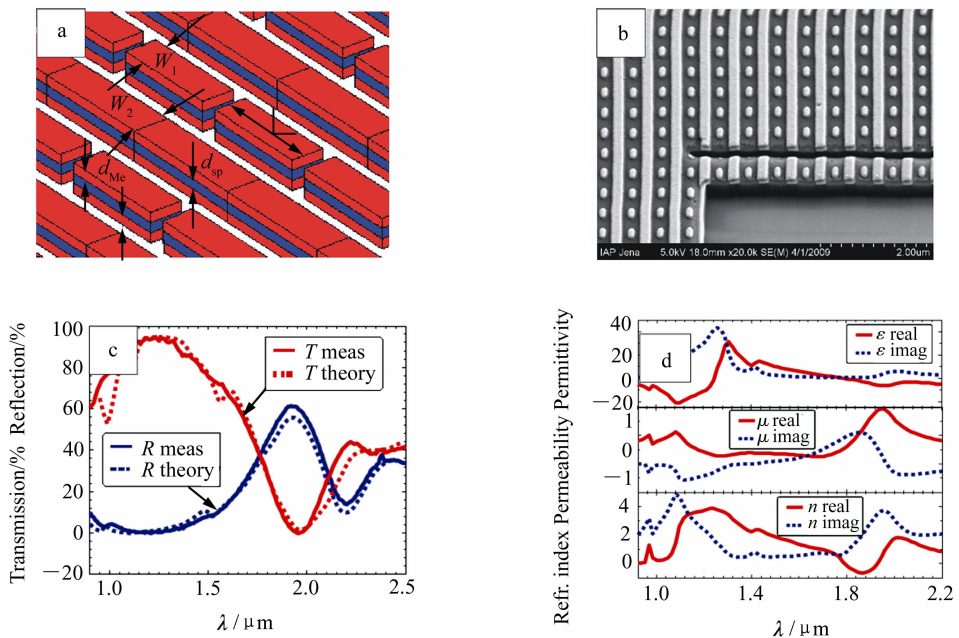 a
W1
W2
dMe
dsp
b
IAP Jena 5.0kV 18.0mm x20.0k SE(M) 4/1/2009 2.00um
Transmission/% Reflection/%
100
80
60
40
20
0
−20
c
T meas
T theory
R meas
R theory
1.0 1.5 2.0 2.5
λ / μm
Refr. index Permeability Permittivity
d
40
20
0
−20
ε real
ε imag
1
0
−1
μ real
μ imag
4
2
0
n real
n imag
1.0 1.4 1.8 2.2
λ / μm